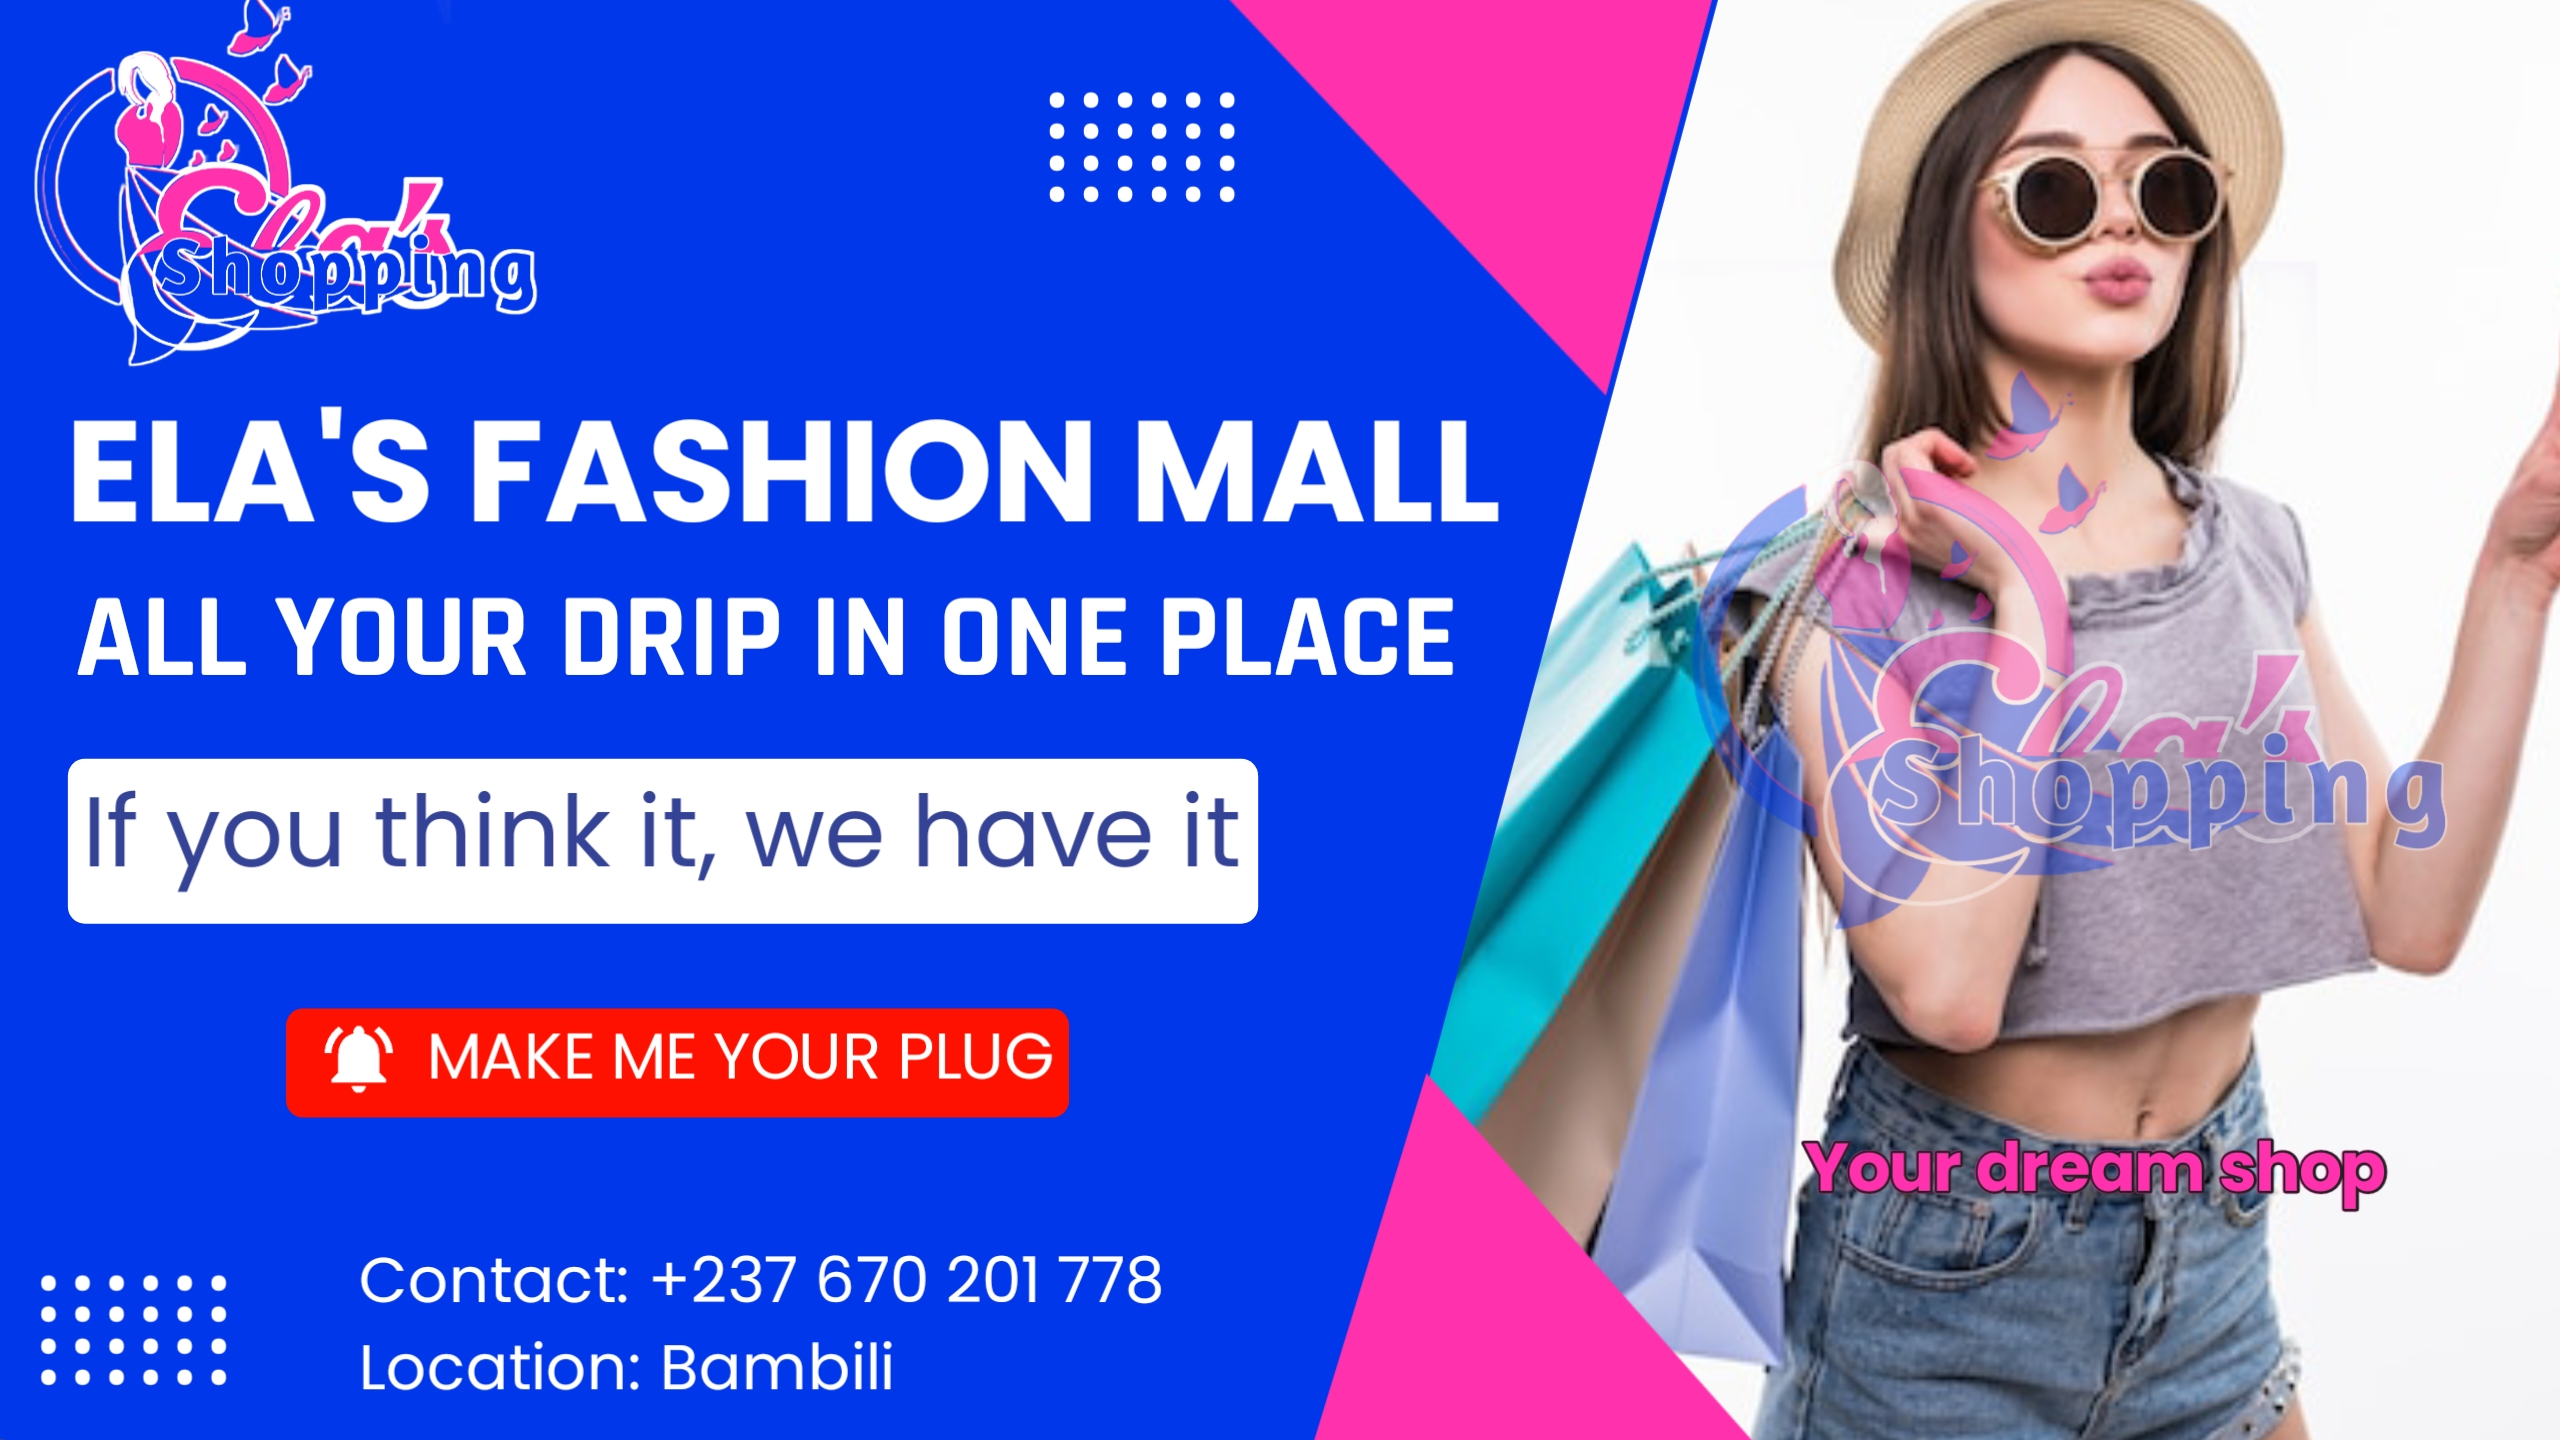 Ela's
Shopping
ELA'S FASHION MALL
ALL YOUR DRIP IN ONE PLACE
If you think it, we have it
MAKE ME YOUR PLUG
Contact: +237 670 201 778
Location: Bambili
Ela's
Shopping
Your dream shop